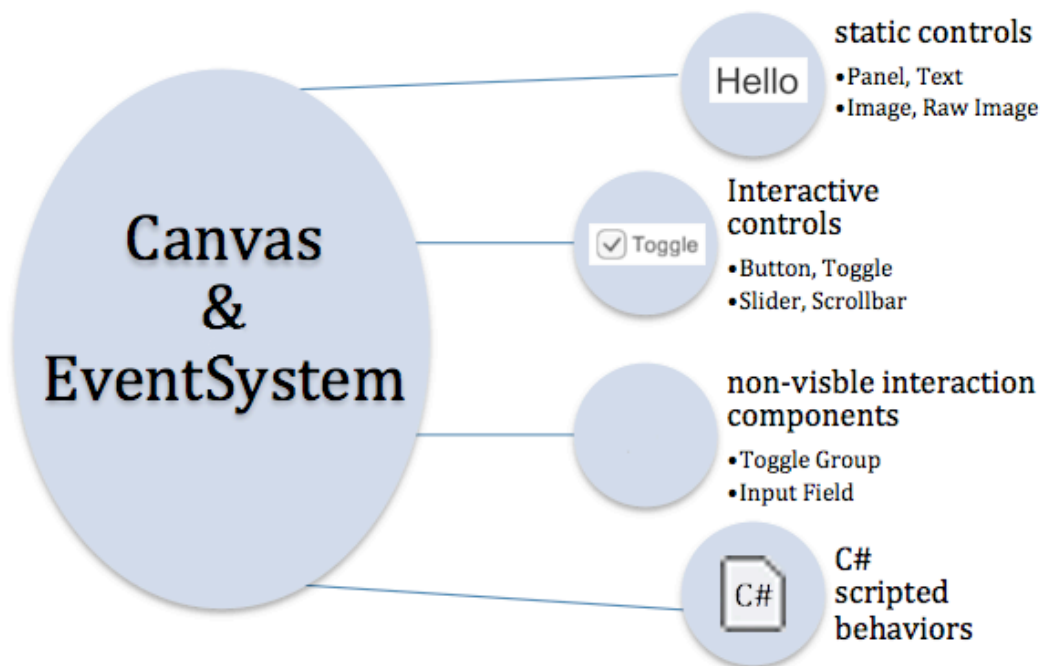 Canvas
&
EventSystem
Hello
static controls
•Panel, Text
•Image, Raw Image
Toggle
Interactive
controls
•Button, Toggle
•Slider, Scrollbar
non-visble interaction
components
•Toggle Group
•Input Field
C#
C#
scripted
behaviors